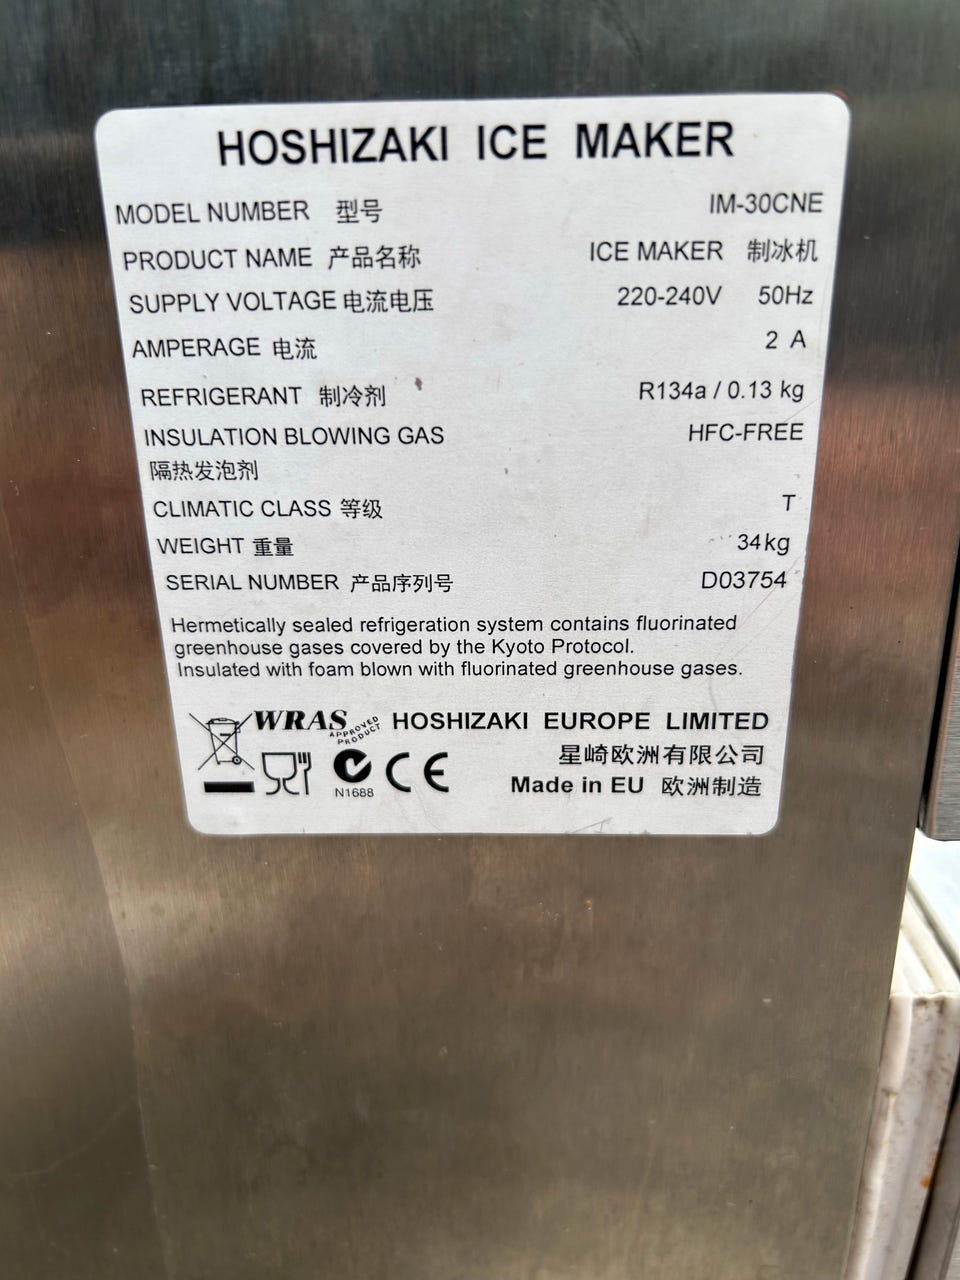 HOSHIZAKI ICE MAKER
MODEL NUMBER 型号 IM-30CNE
PRODUCT NAME 产品名称 ICE MAKER 制冰机
SUPPLY VOLTAGE 电流电压 220-240V 50Hz
AMPERAGE 电流 2 A
REFRIGERANT 制冷剂 R134a / 0.13 kg
INSULATION BLOWING GAS HFC-FREE
隔热发泡剂
CLIMATIC CLASS 等级 T
WEIGHT 重量 34kg
SERIAL NUMBER 产品序列号 D03754
Hermetically sealed refrigeration system contains fluorinated
greenhouse gases covered by the Kyoto Protocol.
Insulated with foam blown with fluorinated greenhouse gases.
WRAS APPROVED PRODUCT HOSHIZAKI EUROPE LIMITED
星崎欧洲有限公司
N1688 CE Made in EU 欧洲制造